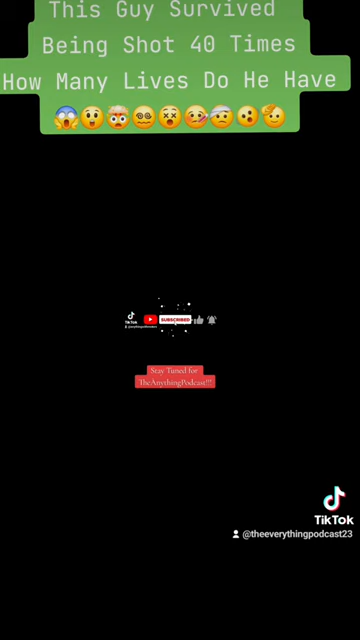 This Guy Survived
Being Shot 40 Times
How Many Lives Do He Have
😱😲🤯😵‍💫😵🤒🤕😯🫡
TikTok
SUBSCRIBED
Stay Tuned for
TheAnythingPodcast!!!
TikTok
@theeverythingpodcast23